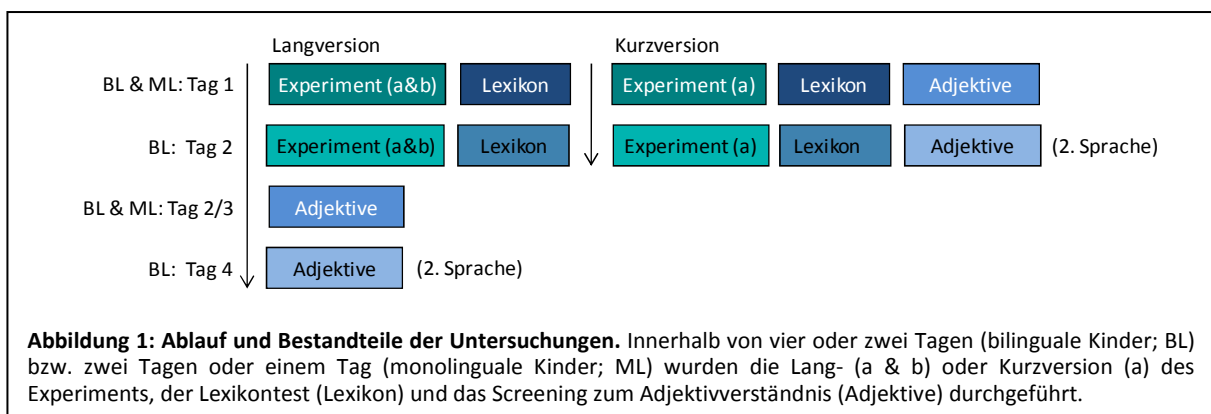 Langversion Kurzversion
BL & ML: Tag 1 Experiment (a&b) Lexikon Experiment (a) Lexikon Adjektive
BL: Tag 2 Experiment (a&b) Lexikon Experiment (a) Lexikon Adjektive (2. Sprache)
BL & ML: Tag 2/3 Adjektive
BL: Tag 4 Adjektive (2. Sprache)
Abbildung 1: Ablauf und Bestandteile der Untersuchungen. Innerhalb von vier oder zwei Tagen (bilinguale Kinder; BL)
bzw. zwei Tagen oder einem Tag (monolinguale Kinder; ML) wurden die Lang- (a & b) oder Kurzversion (a) des
Experiments, der Lexikontest (Lexikon) und das Screening zum Adjektivverständnis (Adjektive) durchgeführt.